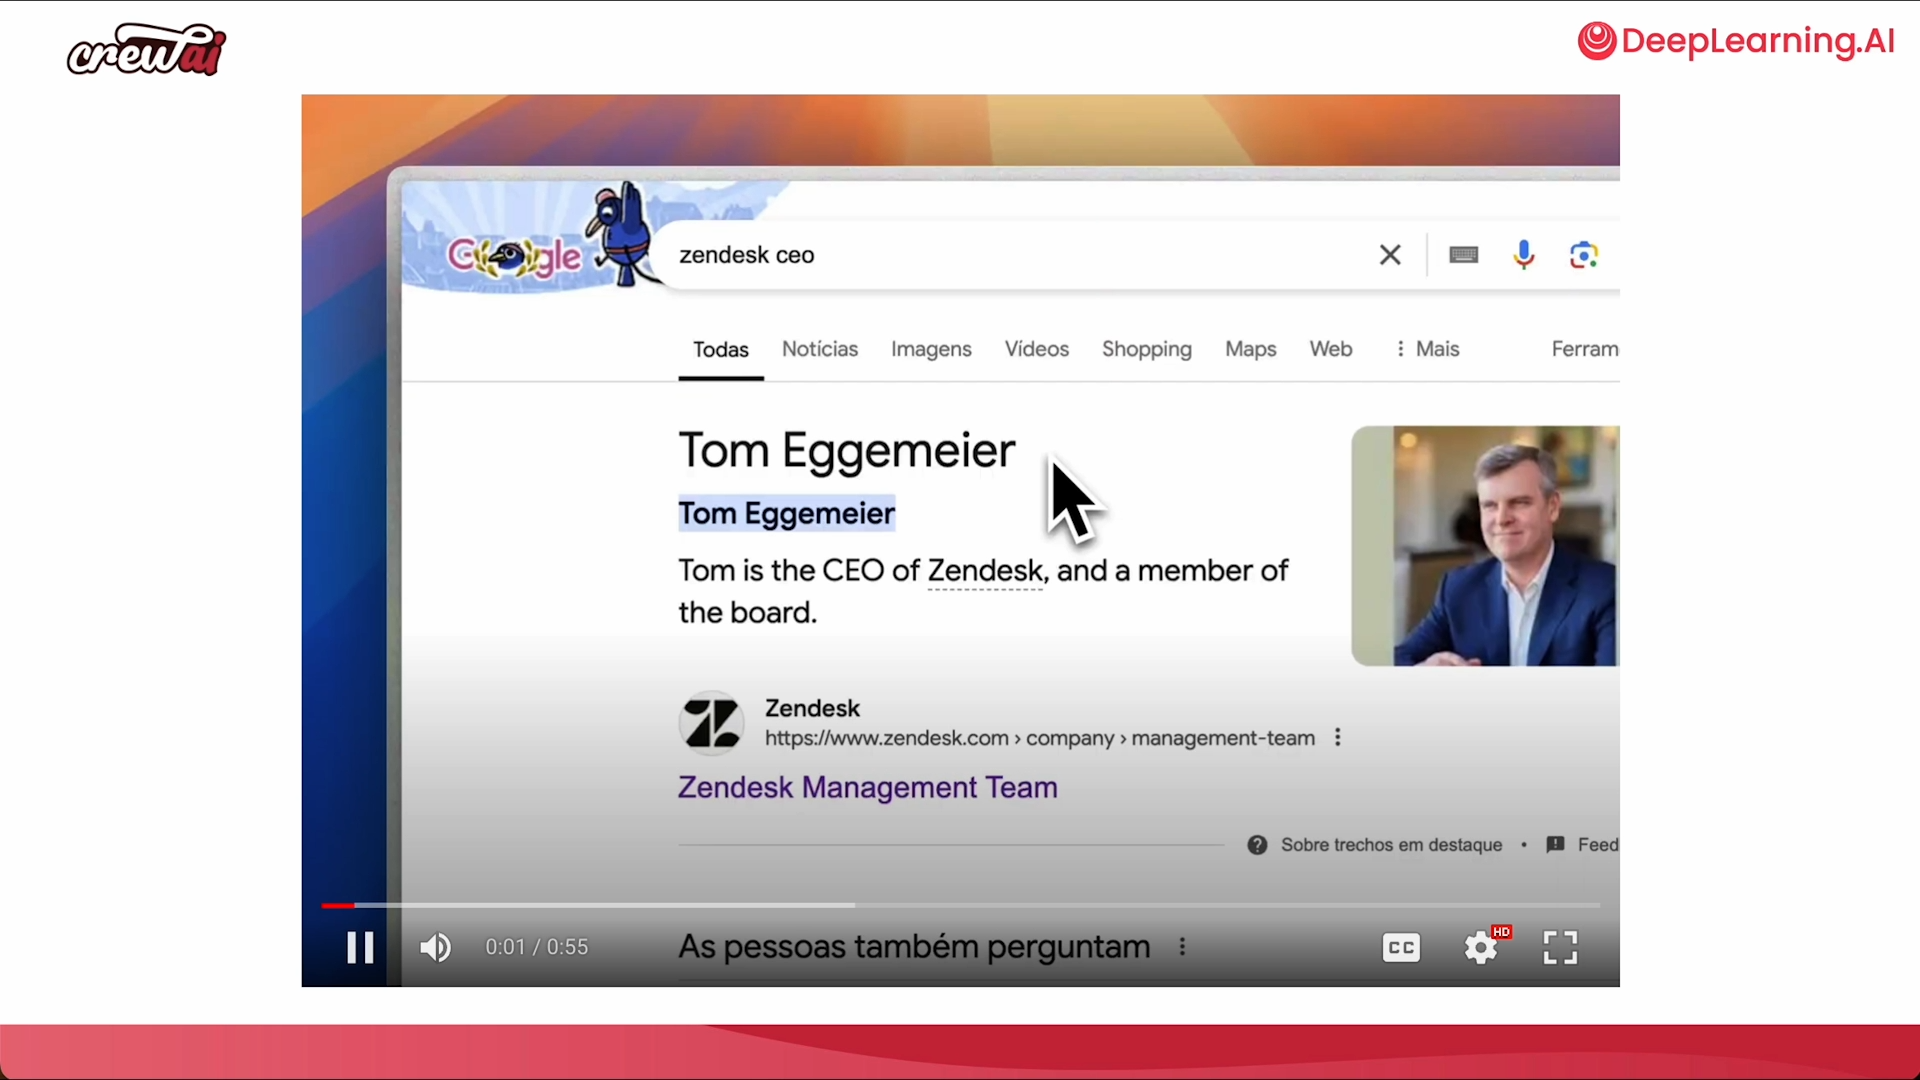 crewai
DeepLearning.AI
Google
zendesk ceo
Todas
Notícias
Imagens
Vídeos
Shopping
Maps
Web
Mais
Ferram
Tom Eggemeier
Tom Eggemeier
Tom is the CEO of Zendesk, and a member of
the board.
Zendesk
https://www.zendesk.com › company › management-team
Zendesk Management Team
Sobre trechos em destaque • Feed
0:01 / 0:55
As pessoas também perguntam
CC
HD